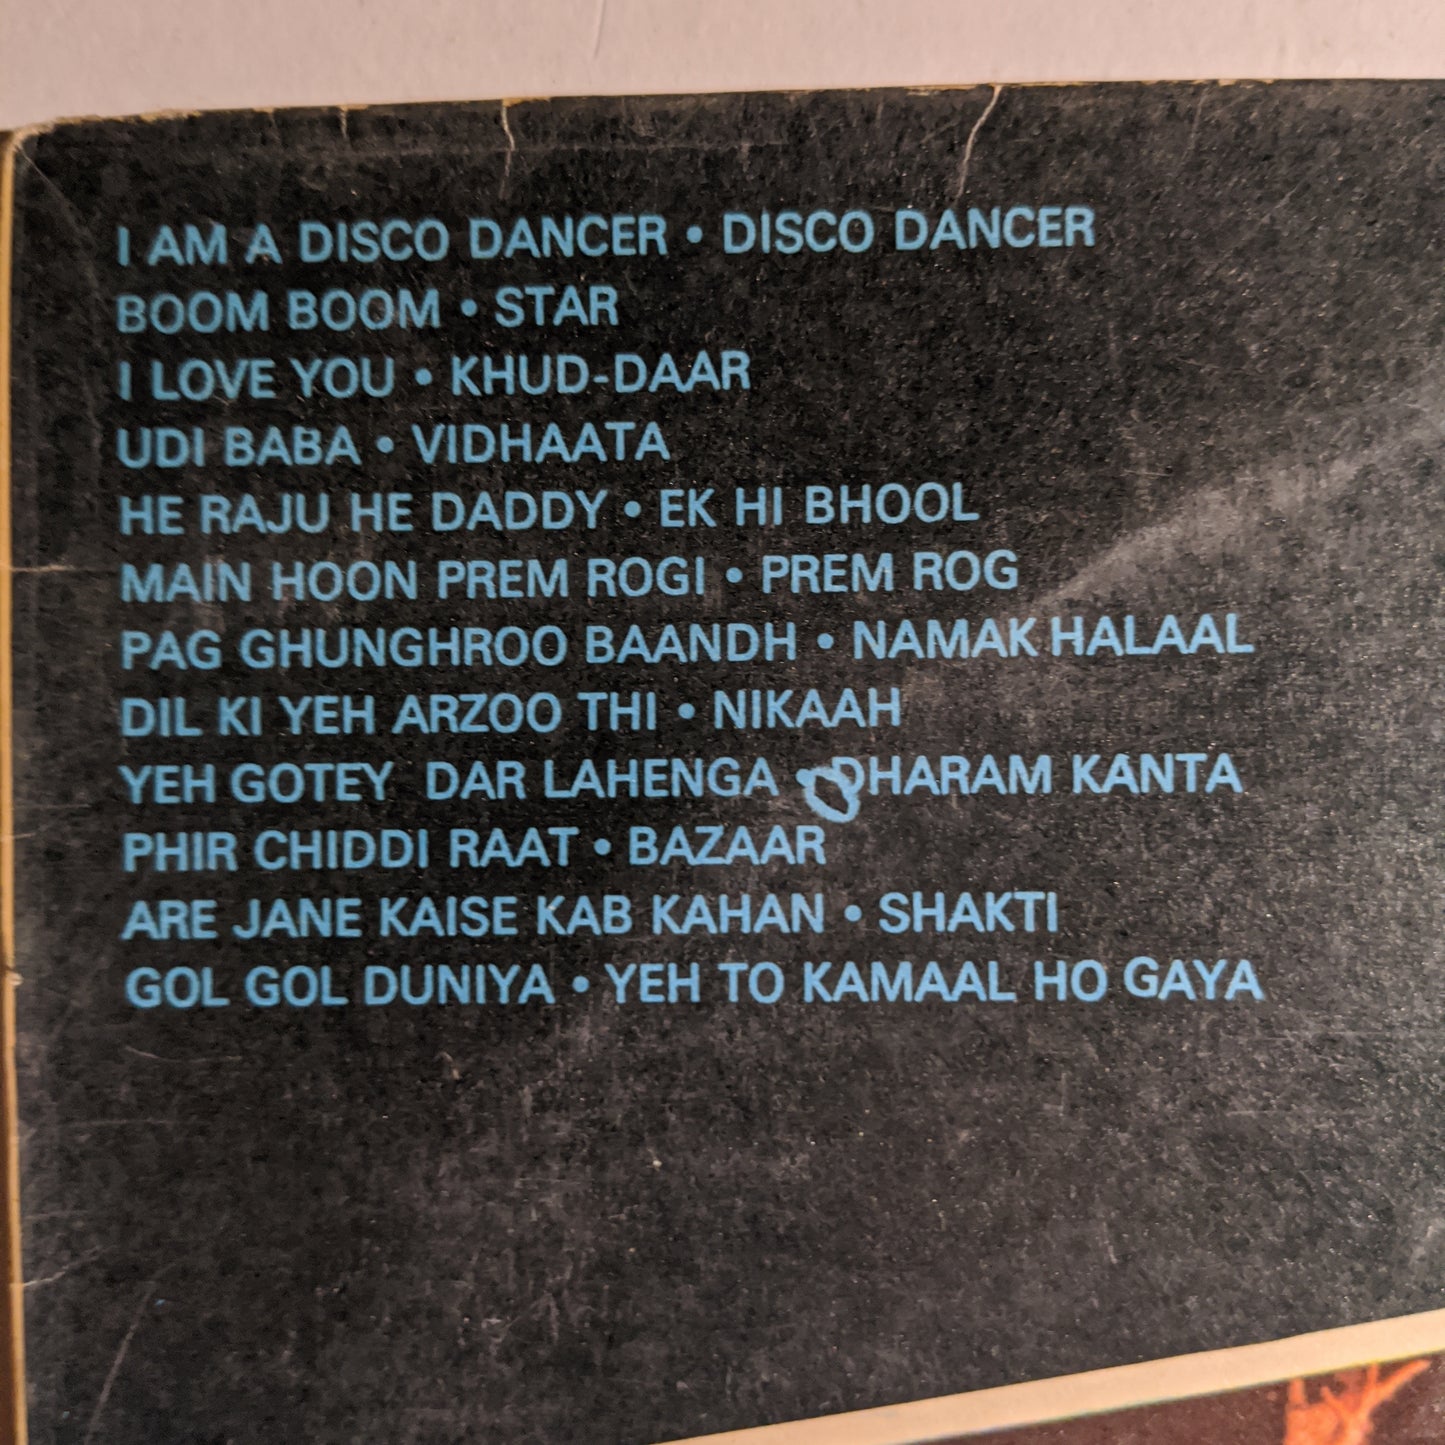 I AM A DISCO DANCER • DISCO DANCER
BOOM BOOM • STAR
I LOVE YOU • KHUD-DAAR
UDI BABA • VIDHAATA
HE RAJU HE DADDY • EK HI BHOOL
MAIN HOON PREM ROGI • PREM ROG
PAG GHUNGHROO BAANDH • NAMAK HALAAL
DIL KI YEH ARZOO THI • NIKAAH
YEH GOTEY DAR LAHENGA • DHARAM KANTA
PHIR CHIDDI RAAT • BAZAAR
ARE JANE KAISE KAB KAHAN • SHAKTI
GOL GOL DUNIYA • YEH TO KAMAAL HO GAYA